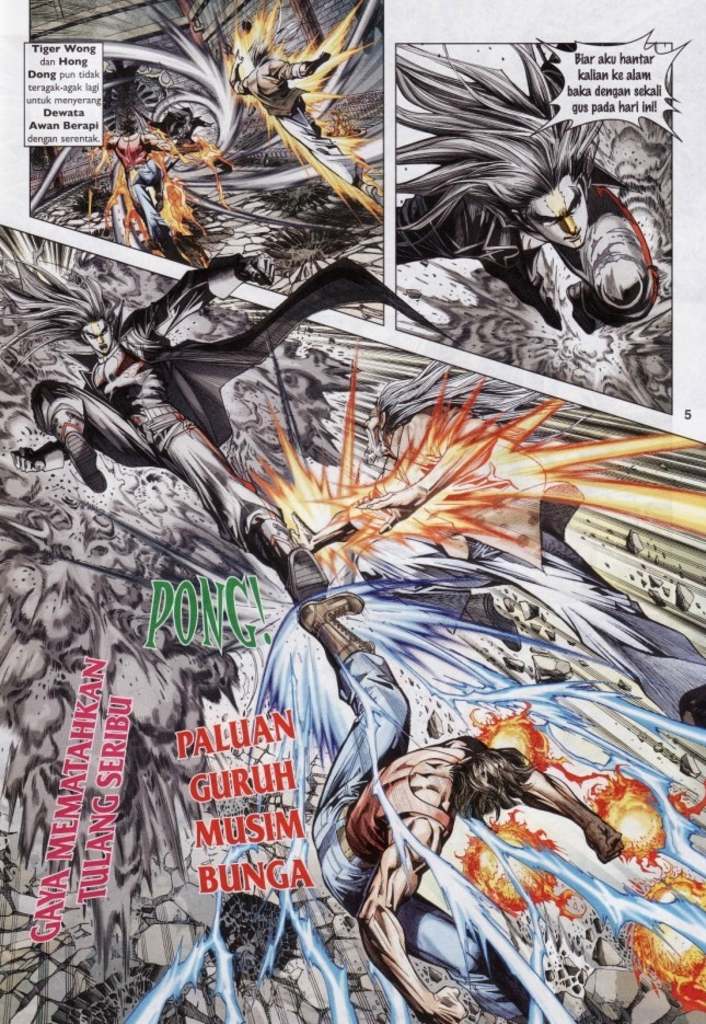 Tiger Wong
dan Hong
Dong pun tidak
teragak-agak lagi
untuk menyerang
Dewata
Awan Berapi
dengan serentak.
Biar aku hantar
kalian ke alam
baka dengan sekali
gus pada hari ini!
5
PONG!
GAYA MEMATAHKAN
TULANG SERIBU
PALUAN
GURUH
MUSIM
BUNGA